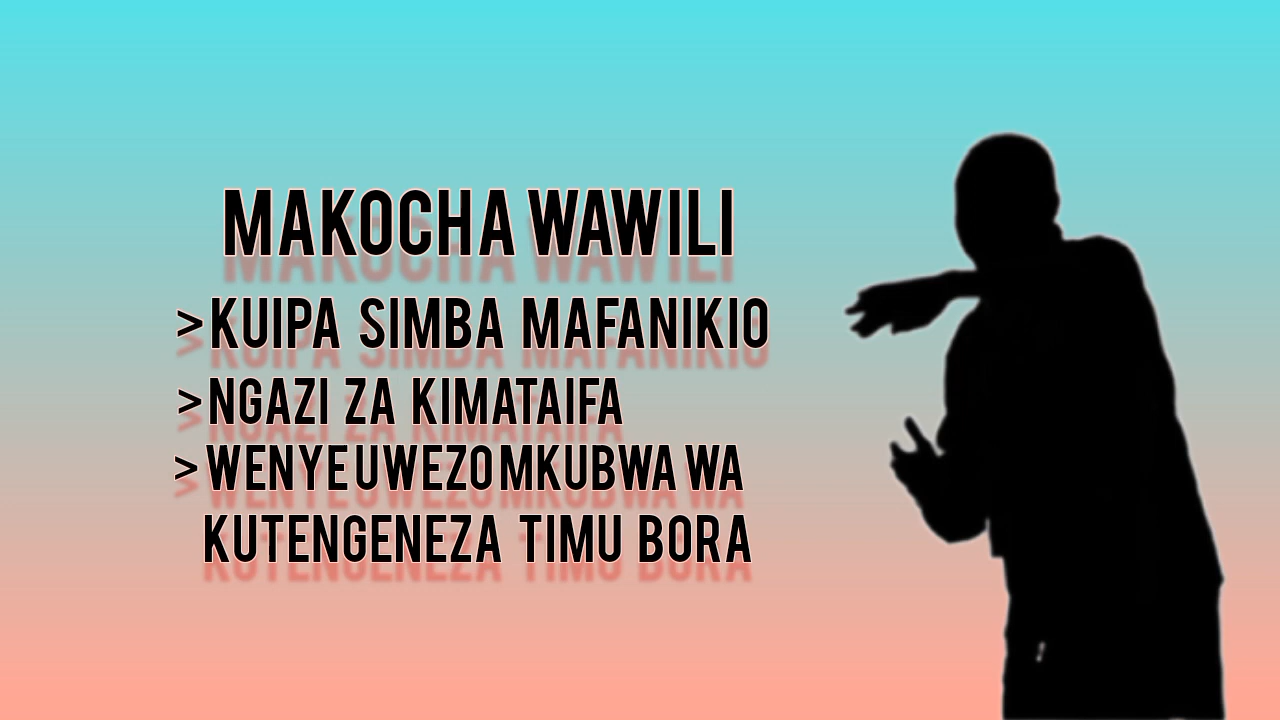 MAKOCHA WAWILI
>KUIPA SIMBA MAFANIKIO
>NGAZI ZA KIMATAIFA
>WENYE UWEZO MKUBWA WA
KUTENGENEZA TIMU BORA